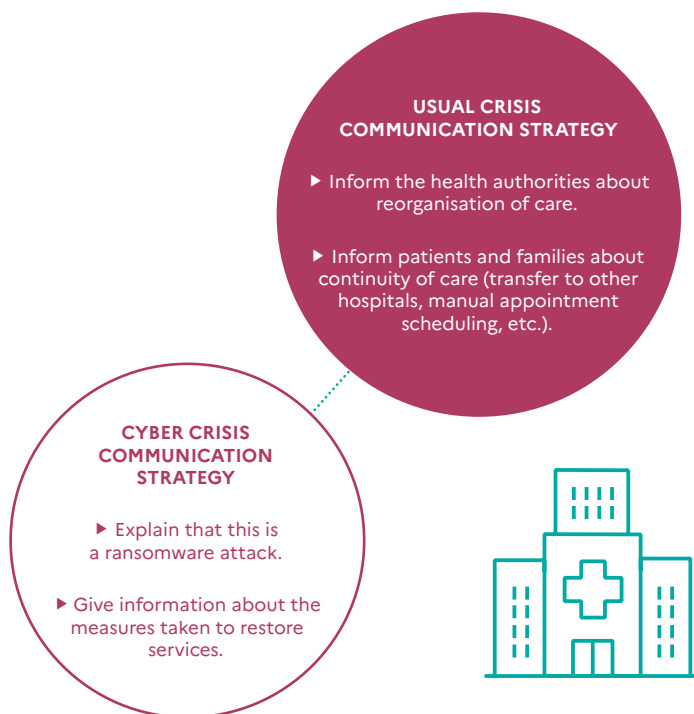 USUAL CRISIS
COMMUNICATION STRATEGY
▶ Inform the health authorities about
reorganisation of care.
▶ Inform patients and families about
continuity of care (transfer to other
hospitals, manual appointment
scheduling, etc.).
CYBER CRISIS
COMMUNICATION
STRATEGY
▶ Explain that this is
a ransomware attack.
▶ Give information about the
measures taken to restore
services.